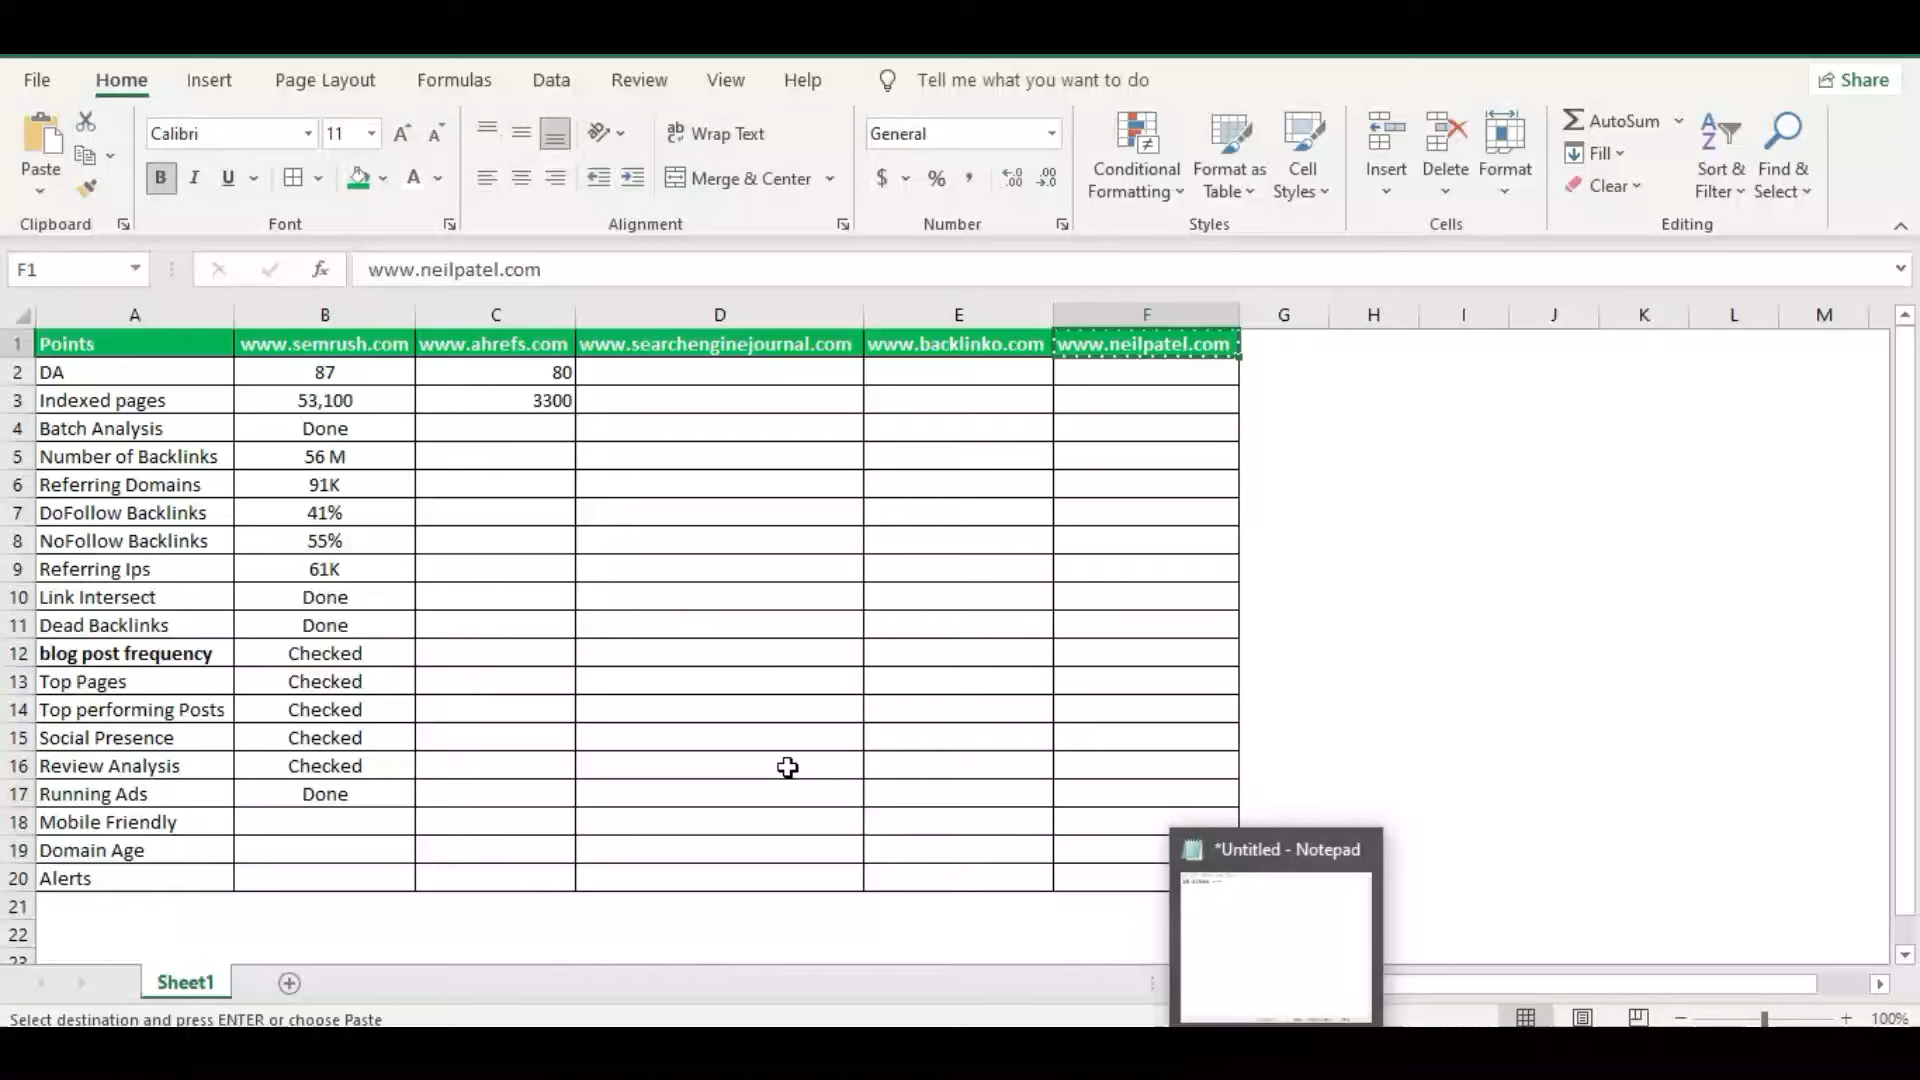 File Home Insert Page Layout Formulas Data Review View Help Tell me what you want to do Share
Paste Calibri 11 A A Wrap Text General Conditional Formatting Format as Table Cell Styles Insert Delete Format AutoSum Fill Clear Sort & Filter Find & Select
B I U A Merge & Center $ % , .00
Clipboard Font Alignment Number Styles Cells Editing
F1 fx www.neilpatel.com
A B C D E F G H I J K L M
1 Points www.semrush.com www.ahrefs.com www.searchenginejournal.com www.backlinko.com www.neilpatel.com
2 DA 87 80
3 Indexed pages 53,100 3300
4 Batch Analysis Done
5 Number of Backlinks 56 M
6 Referring Domains 91K
7 DoFollow Backlinks 41%
8 NoFollow Backlinks 55%
9 Referring Ips 61K
10 Link Intersect Done
11 Dead Backlinks Done
12 blog post frequency Checked
13 Top Pages Checked
14 Top performing Posts Checked
15 Social Presence Checked
16 Review Analysis Checked
17 Running Ads Done
18 Mobile Friendly
19 Domain Age
20 Alerts
*Untitled - Notepad
21
22
23
Sheet1
Select destination and press ENTER or choose Paste 100%